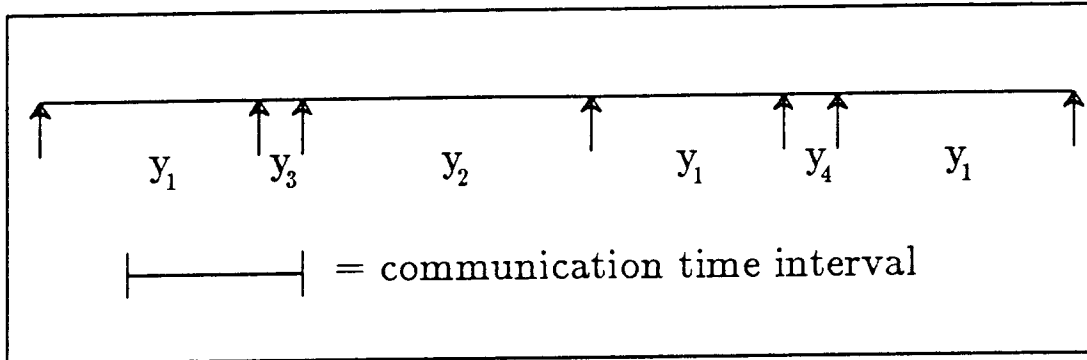 y₁ y₃ y₂ y₁ y₄ y₁
= communication time interval